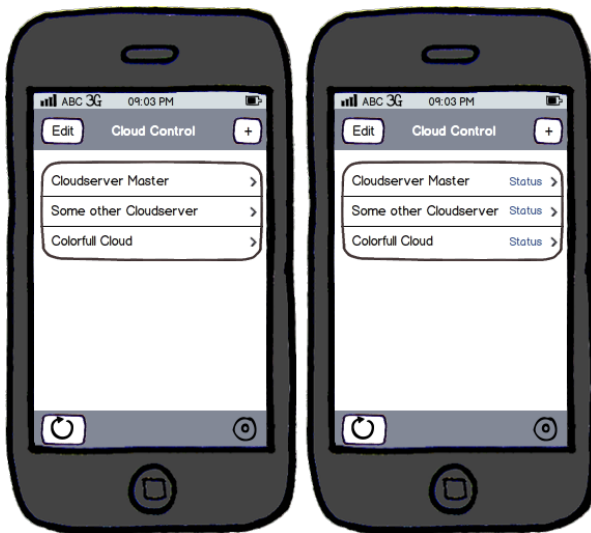 ABC 3G 09:03 PM
Edit Cloud Control +
Cloudserver Master >
Some other Cloudserver >
Colorfull Cloud >
ABC 3G 09:03 PM
Edit Cloud Control +
Cloudserver Master Status >
Some other Cloudserver Status >
Colorfull Cloud Status >